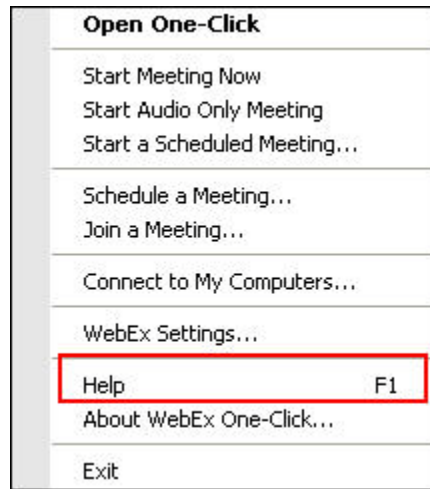 Open One-Click
Start Meeting Now
Start Audio Only Meeting
Start a Scheduled Meeting...
Schedule a Meeting...
Join a Meeting...
Connect to My Computers...
WebEx Settings...
Help F1
About WebEx One-Click...
Exit